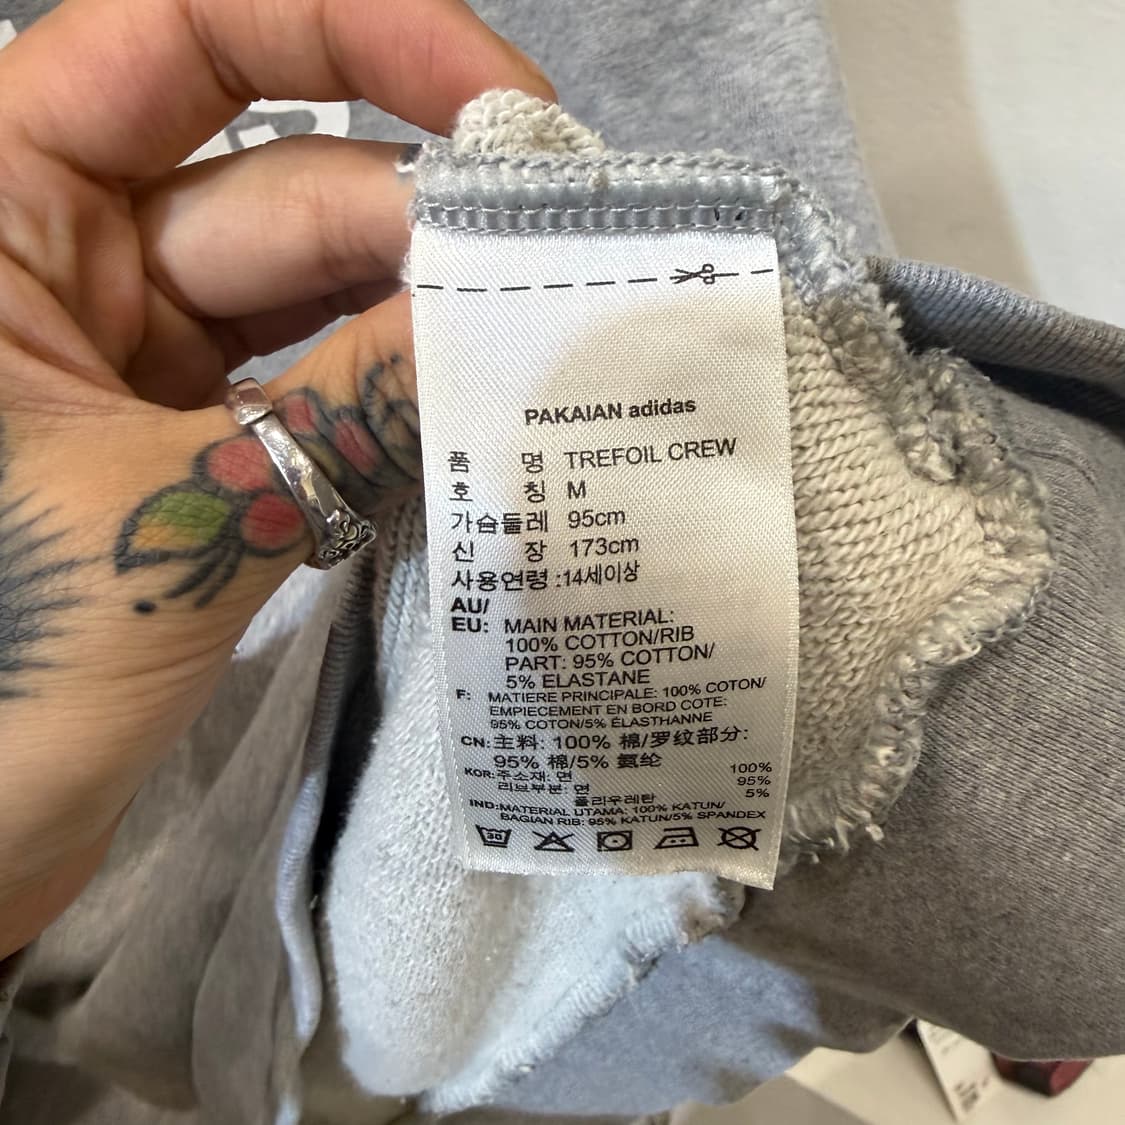 PAKAIAN adidas
품 명 TREFOIL CREW
호 칭 M
가슴둘레 95cm
신 장 173cm
사용연령 :14세이상
AU/
EU: MAIN MATERIAL:
100% COTTON/RIB
PART: 95% COTTON/
5% ELASTANE
F: MATIERE PRINCIPALE: 100% COTON/
EMPIECEMENT EN BORD COTE:
95% COTON/5% ÉLASTHANNE
CN: 主料: 100% 棉/罗纹部分:
95% 棉/5% 氨纶
KOR: 주소재: 면 100%
리브부분: 면 95%
폴리우레탄 5%
IND: MATERIAL UTAMA: 100% KATUN/
BAGIAN RIB: 95% KATUN/5% SPANDEX
30